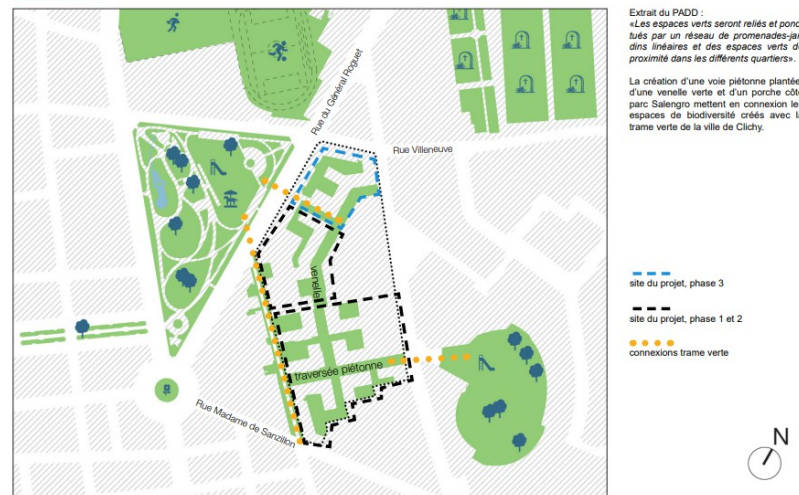 Extrait du PADD :
«Les espaces verts seront reliés et ponc
tués par un réseau de promenades-jar
dins linéaires et des espaces verts d
proximité dans les différents quartiers».
La création d'une voie piétonne plantée
d'une venelle verte et d'un porche côt
parc Salengro mettent en connexion le
espaces de biodiversité créés avec l
trame verte de la ville de Clichy.
Rue du Général Roguet
Rue Villeneuve
venelle
traversée piétonne
Rue Madame de Sanzillon
site du projet, phase 3
site du projet, phase 1 et 2
connexions trame verte
N